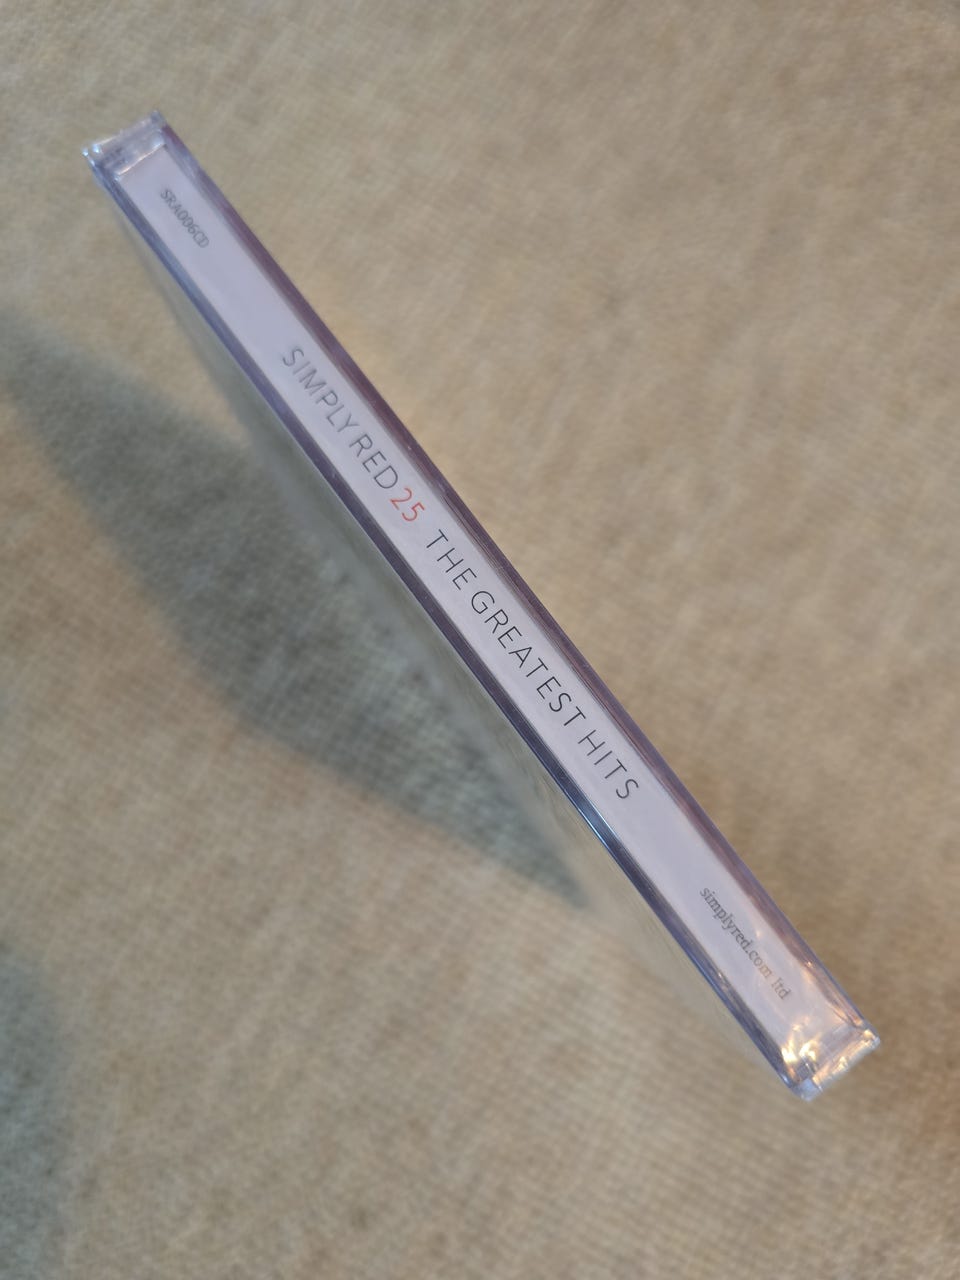 SRA006CD
SIMPLY RED 25 THE GREATEST HITS
simplyred.com ltd